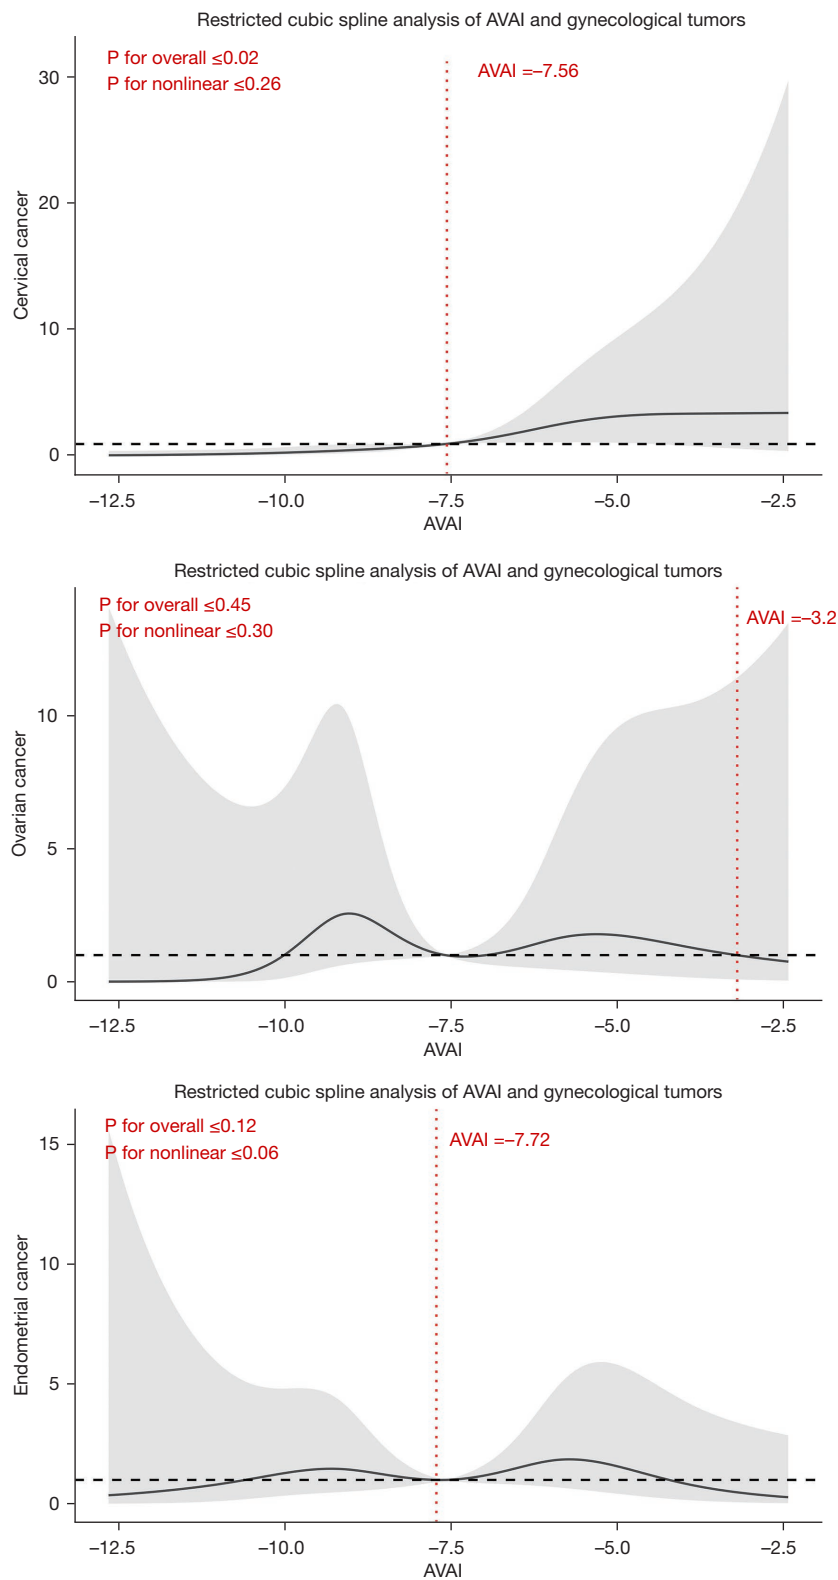 Restricted cubic spline analysis of AVAI and gynecological tumors
P for overall ≤0.02
P for nonlinear ≤0.26
AVAI =–7.56
30
20
10
0
Cervical cancer
–12.5 –10.0 –7.5 –5.0 –2.5
AVAI
Restricted cubic spline analysis of AVAI and gynecological tumors
P for overall ≤0.45
P for nonlinear ≤0.30
AVAI =–3.2
10
5
0
Ovarian cancer
–12.5 –10.0 –7.5 –5.0 –2.5
AVAI
Restricted cubic spline analysis of AVAI and gynecological tumors
P for overall ≤0.12
P for nonlinear ≤0.06
AVAI =–7.72
15
10
5
0
Endometrial cancer
–12.5 –10.0 –7.5 –5.0 –2.5
AVAI